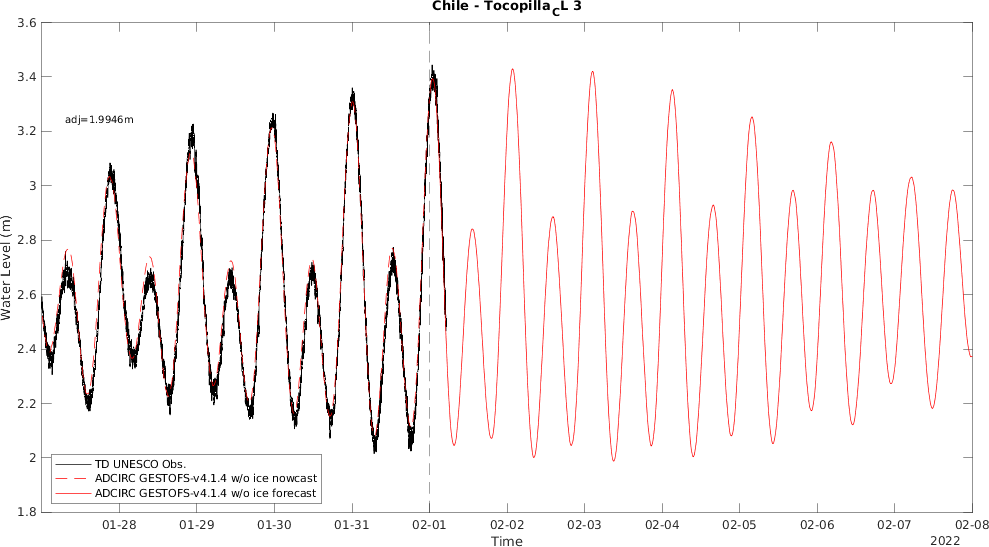 Chile - Tocopilla_CL 3
3.6
3.4
3.2
3
2.8
2.6
2.4
2.2
2
1.8
Water Level (m)
adj=1.9946m
TD UNESCO Obs.
ADCIRC GESTOFS-v4.1.4 w/o ice nowcast
ADCIRC GESTOFS-v4.1.4 w/o ice forecast
01-28 01-29 01-30 01-31 02-01 02-02 02-03 02-04 02-05 02-06 02-07 02-08
Time
2022